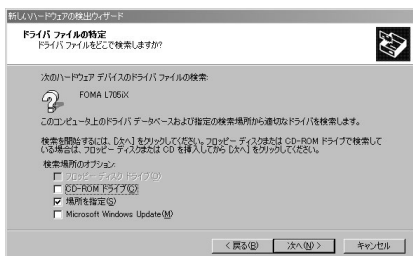 新しいハードウェアの検出ウィザード
ドライバ ファイルの特定
ドライバ ファイルをどこで検索しますか?
次のハードウェア デバイスのドライバ ファイルの検索:
FOMA L705iX
このコンピュータ上のドライバ データベースおよび指定の検索場所から適切なドライバを検索します。
検索を開始するには、[次へ] をクリックしてください。フロッピー ディスクまたは CD-ROM ドライブで検索して
いる場合は、フロッピー ディスクまたは CD を挿入してから [次へ] をクリックしてください。
検索場所のオプション:
フロッピー ディスク ドライブ(D)
CD-ROM ドライブ(C)
場所を指定(S)
Microsoft Windows Update(M)
< 戻る(B)
次へ(N) >
キャンセル